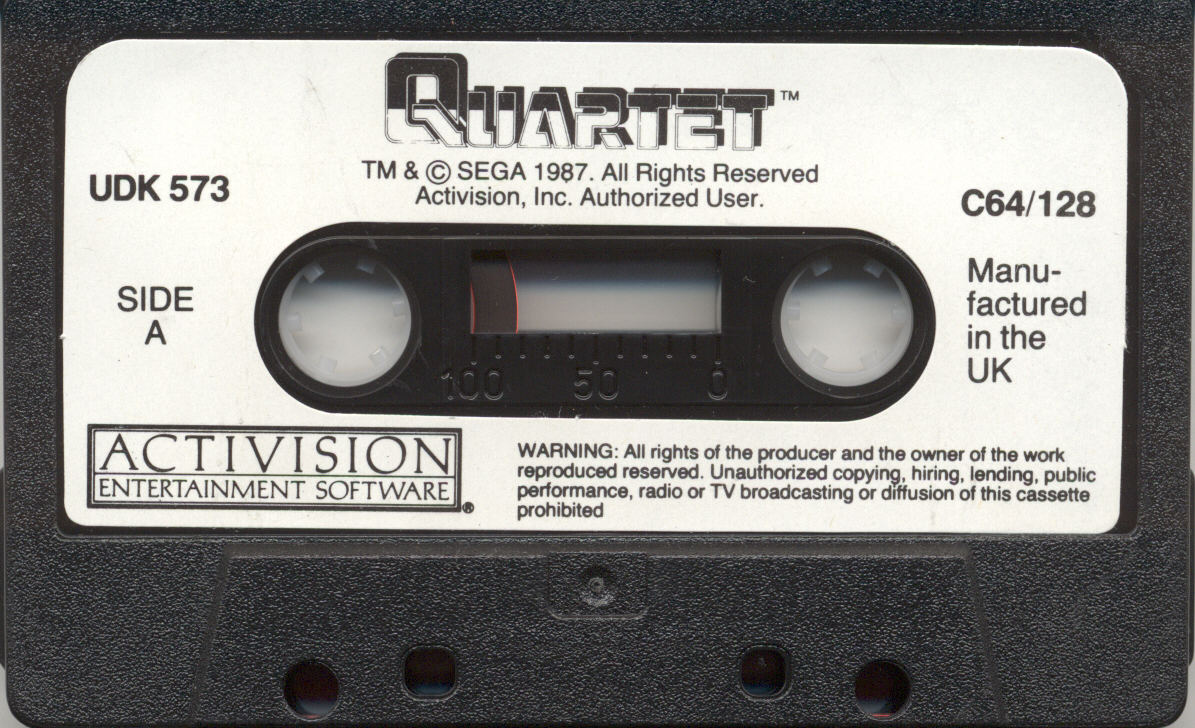 QUARTET™
TM & © SEGA 1987. All Rights Reserved
Activision, Inc. Authorized User.
UDK 573
C64/128
SIDE
A
Manu-
factured
in the
UK
100 50 0
ACTIVISION
ENTERTAINMENT SOFTWARE®
WARNING: All rights of the producer and the owner of the work
reproduced reserved. Unauthorized copying, hiring, lending, public
performance, radio or TV broadcasting or diffusion of this cassette
prohibited